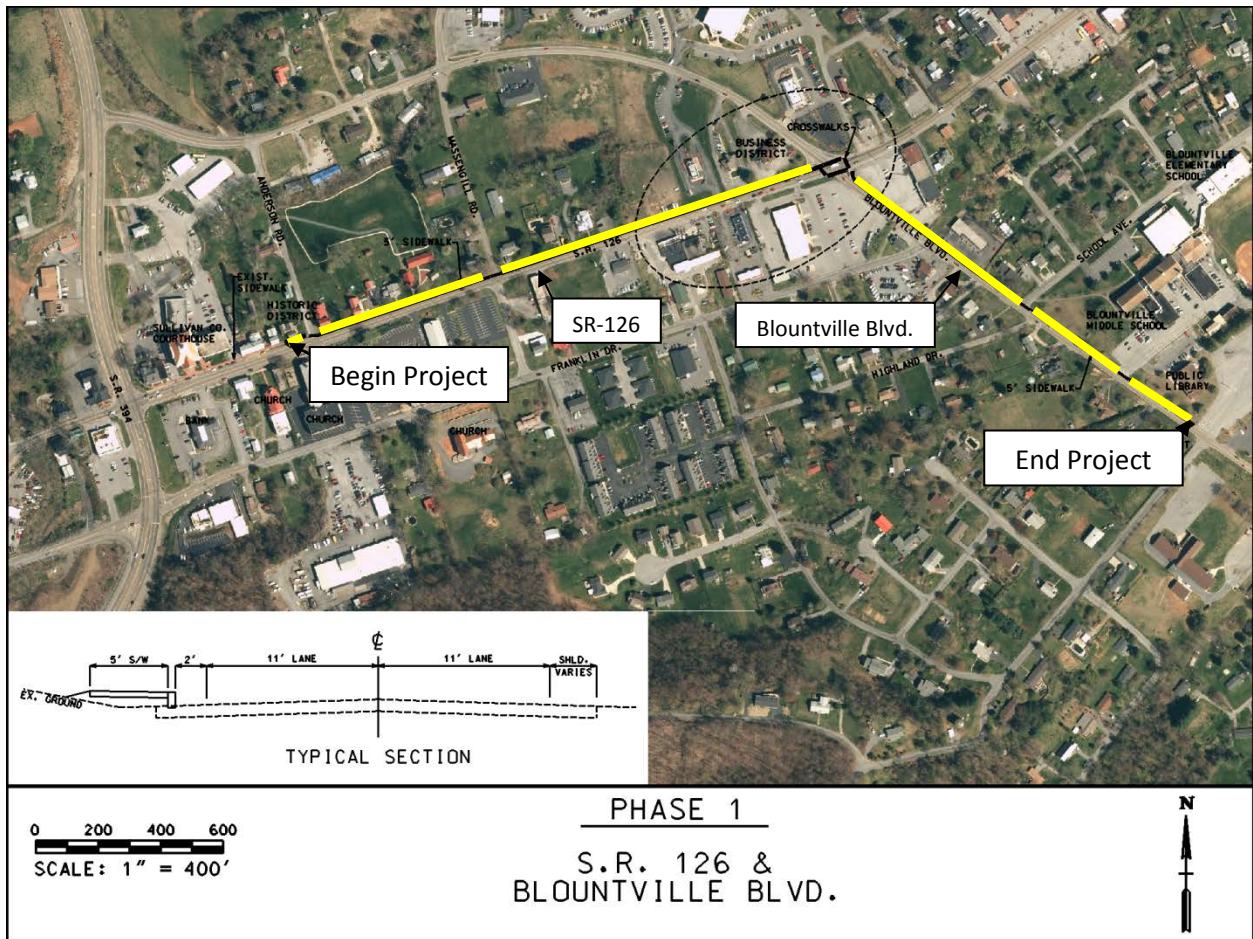 CROSSWALKS
BUSINESS
DISTRICT
BLOUNTVILLE
ELEMENTARY
SCHOOL
MASSENGILL RD.
ANDERSON RD.
5' SIDEWALK
S.R. 126
BLOUNTVILLE BLVD.
SCHOOL AVE.
EXIST.
SIDEWALK
HISTORIC
DISTRICT
SULLIVAN CO.
COURTHOUSE
SR-126
Blountville Blvd.
BLOUNTVILLE
MIDDLE SCHOOL
Begin Project
FRANKLIN DR.
HIGHLAND DR.
5' SIDEWALK
PUBLIC
LIBRARY
S.R. 394
BANK
CHURCH
CHURCH
CHURCH
End Project
5' S/W
2'
11' LANE
℄
11' LANE
SHLD.
VARIES
EX. GROUND
TYPICAL SECTION
0 200 400 600
SCALE: 1" = 400'
PHASE 1
S.R. 126 &
BLOUNTVILLE BLVD.
N